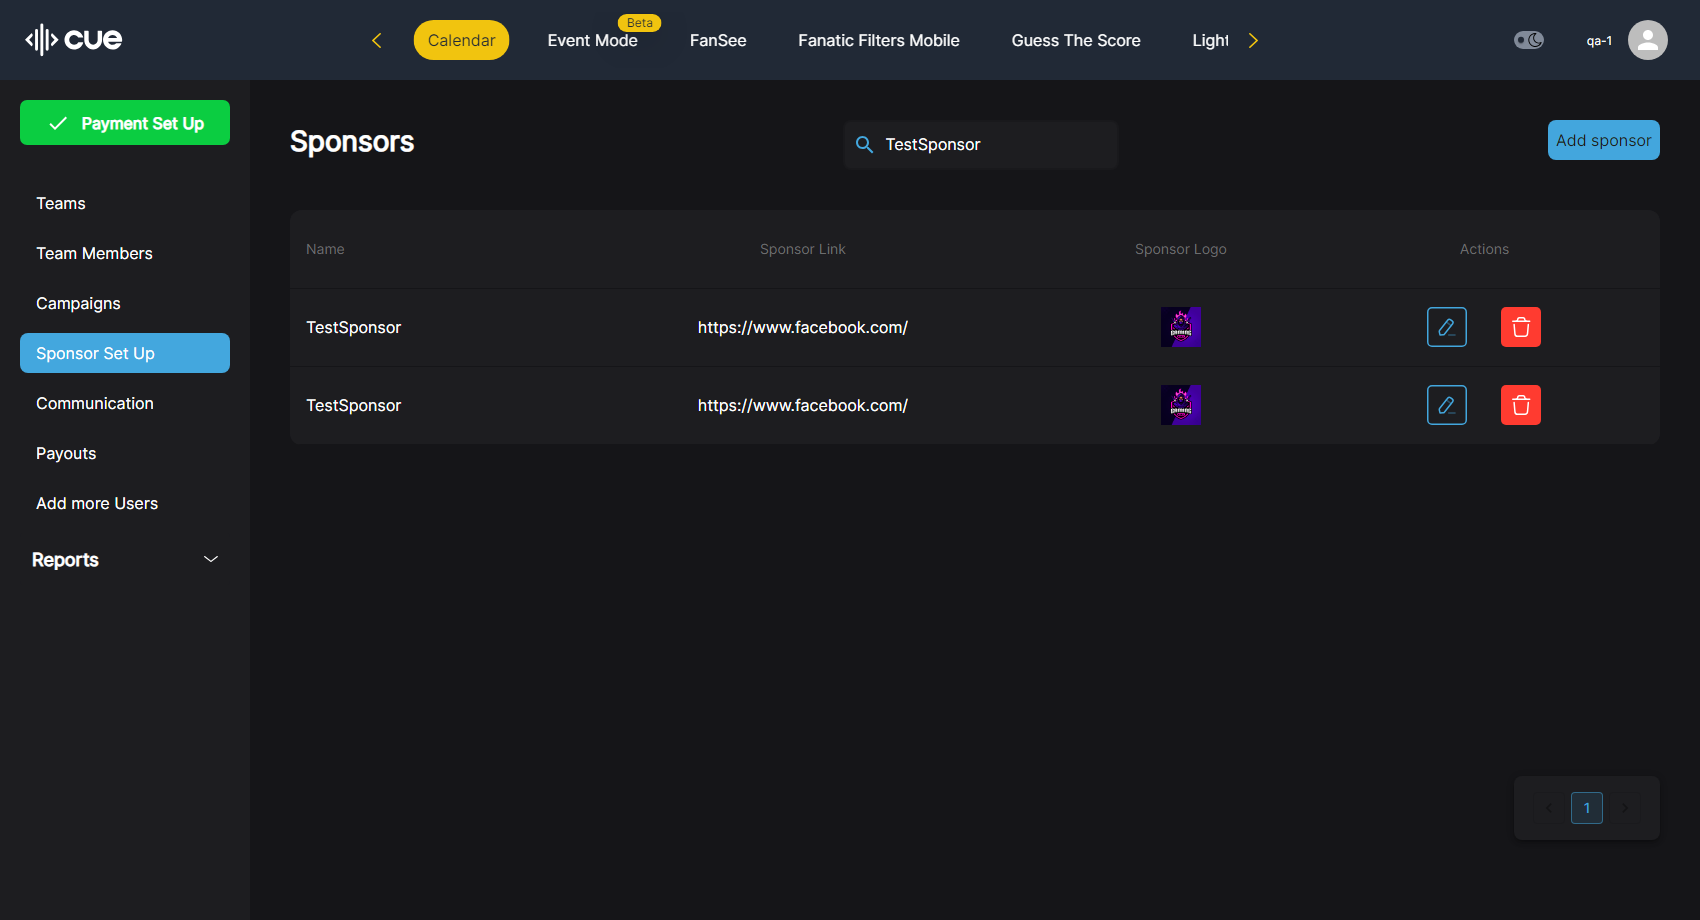 cue
Calendar
Event Mode
Beta
FanSee
Fanatic Filters Mobile
Guess The Score
Light
qa-1
Payment Set Up
Teams
Team Members
Campaigns
Sponsor Set Up
Communication
Payouts
Add more Users
Reports
Sponsors
TestSponsor
Add sponsor
Name Sponsor Link Sponsor Logo Actions
TestSponsor https://www.facebook.com/ GAMING
TestSponsor https://www.facebook.com/ GAMING
1